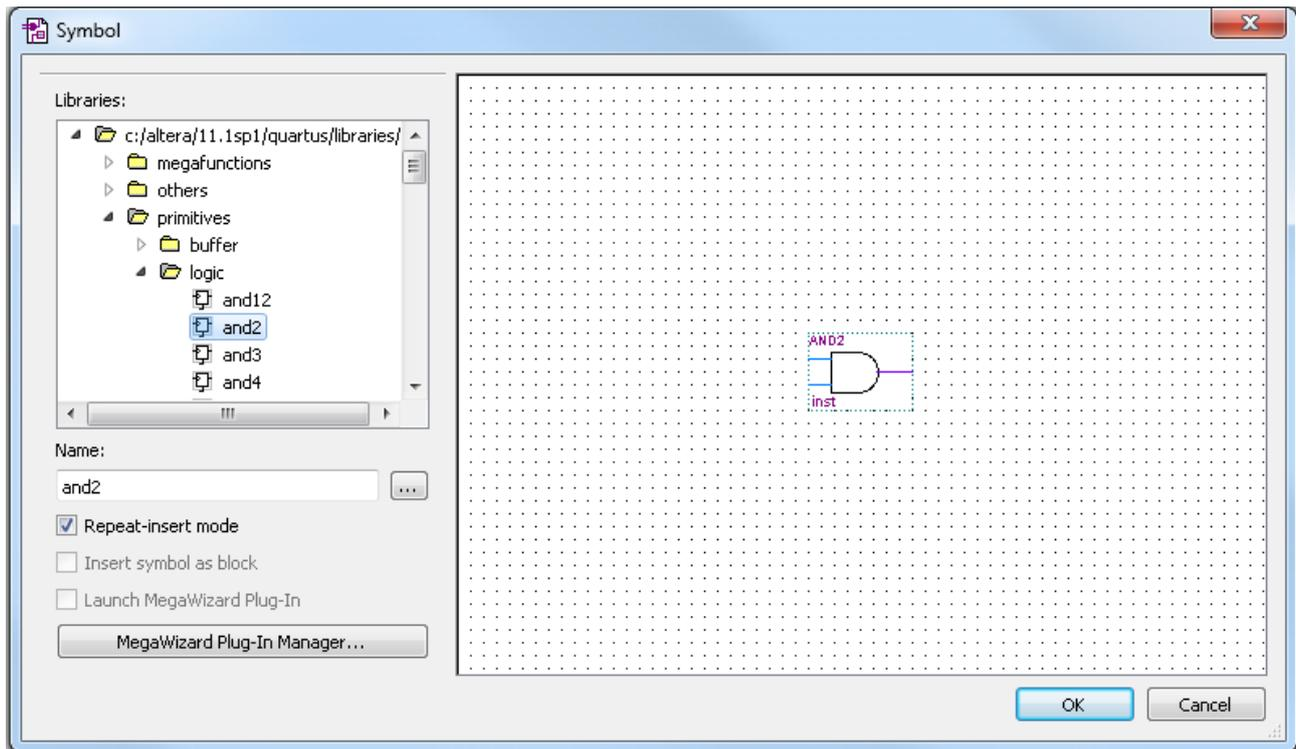 Symbol
Libraries:
c:/altera/11.1sp1/quartus/libraries/
megafunctions
others
primitives
buffer
logic
and12
and2
and3
and4
Name:
and2
...
Repeat-insert mode
Insert symbol as block
Launch MegaWizard Plug-In
MegaWizard Plug-In Manager...
AND2
inst
OK
Cancel